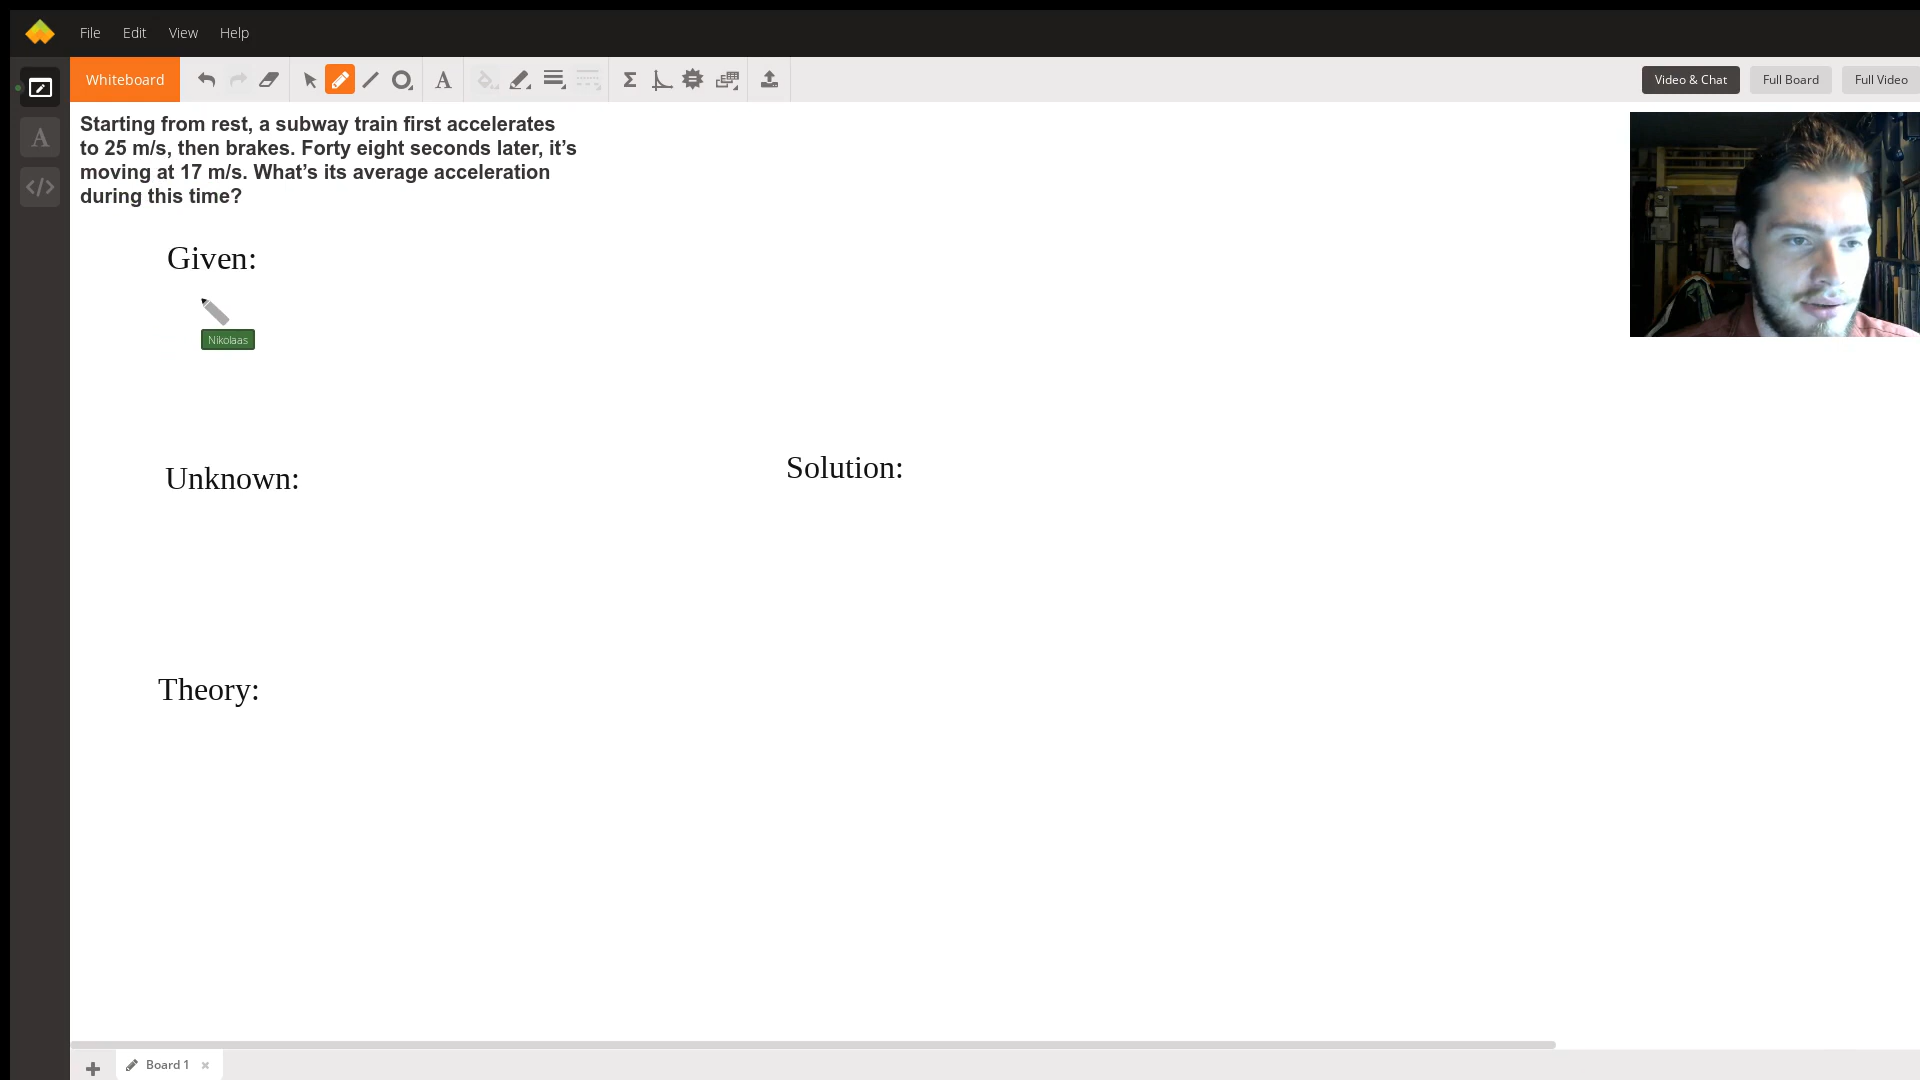 File Edit View Help
Whiteboard
Video & Chat Full Board Full Video
Starting from rest, a subway train first accelerates
to 25 m/s, then brakes. Forty eight seconds later, it’s
moving at 17 m/s. What’s its average acceleration
during this time?
Given:
Nikolaas
Unknown:
Solution:
Theory:
Board 1